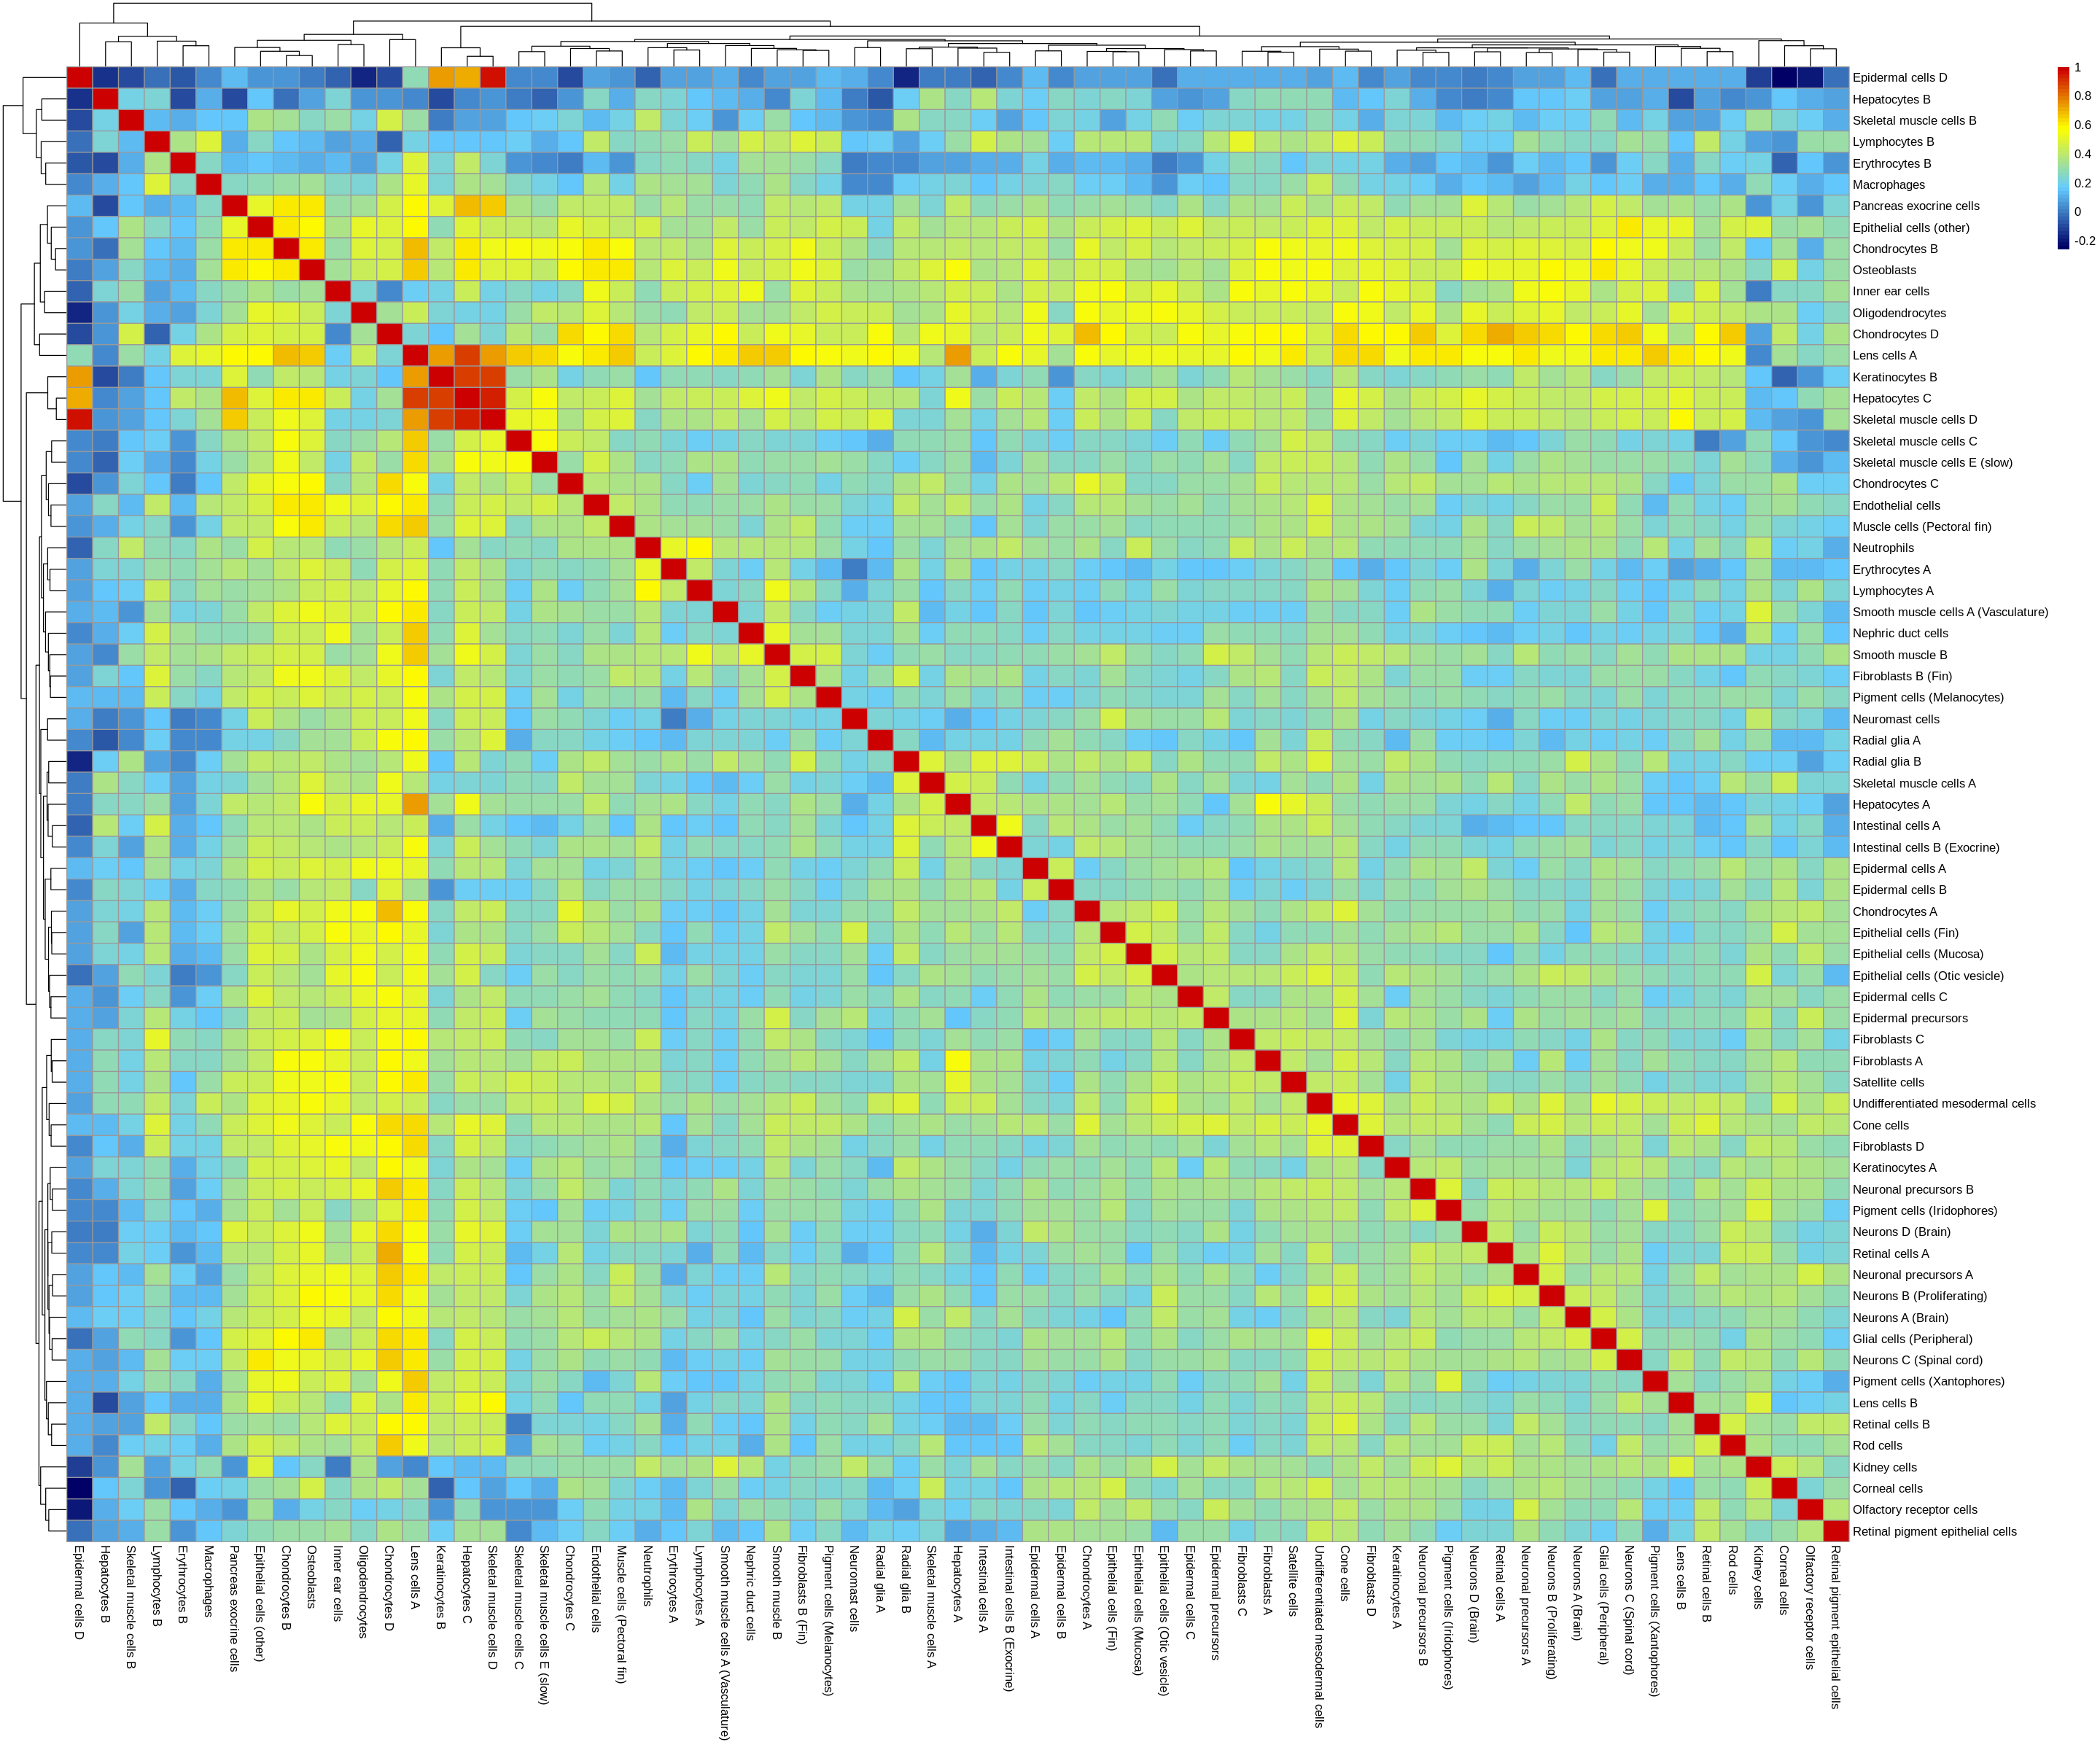 1
0.8
0.6
0.4
0.2
0
-0.2
Epidermal cells D
Hepatocytes B
Skeletal muscle cells B
Lymphocytes B
Erythrocytes B
Macrophages
Pancreas exocrine cells
Epithelial cells (other)
Chondrocytes B
Osteoblasts
Inner ear cells
Oligodendrocytes
Chondrocytes D
Lens cells A
Keratinocytes B
Hepatocytes C
Skeletal muscle cells D
Skeletal muscle cells C
Skeletal muscle cells E (slow)
Chondrocytes C
Endothelial cells
Muscle cells (Pectoral fin)
Neutrophils
Erythrocytes A
Lymphocytes A
Smooth muscle cells A (Vasculature)
Nephric duct cells
Smooth muscle B
Fibroblasts B (Fin)
Pigment cells (Melanocytes)
Neuromast cells
Radial glia A
Radial glia B
Skeletal muscle cells A
Hepatocytes A
Intestinal cells A
Intestinal cells B (Exocrine)
Epidermal cells A
Epidermal cells B
Chondrocytes A
Epithelial cells (Fin)
Epithelial cells (Mucosa)
Epithelial cells (Otic vesicle)
Epidermal cells C
Epidermal precursors
Fibroblasts C
Fibroblasts A
Satellite cells
Undifferentiated mesodermal cells
Cone cells
Fibroblasts D
Keratinocytes A
Neuronal precursors B
Pigment cells (Iridophores)
Neurons D (Brain)
Retinal cells A
Neuronal precursors A
Neurons B (Proliferating)
Neurons A (Brain)
Glial cells (Peripheral)
Neurons C (Spinal cord)
Pigment cells (Xantophores)
Lens cells B
Retinal cells B
Rod cells
Kidney cells
Corneal cells
Olfactory receptor cells
Retinal pigment epithelial cells
Epidermal cells D
Hepatocytes B
Skeletal muscle cells B
Lymphocytes B
Erythrocytes B
Macrophages
Pancreas exocrine cells
Epithelial cells (other)
Chondrocytes B
Osteoblasts
Inner ear cells
Oligodendrocytes
Chondrocytes D
Lens cells A
Keratinocytes B
Hepatocytes C
Skeletal muscle cells D
Skeletal muscle cells C
Skeletal muscle cells E (slow)
Chondrocytes C
Endothelial cells
Muscle cells (Pectoral fin)
Neutrophils
Erythrocytes A
Lymphocytes A
Smooth muscle cells A (Vasculature)
Nephric duct cells
Smooth muscle B
Fibroblasts B (Fin)
Pigment cells (Melanocytes)
Neuromast cells
Radial glia A
Radial glia B
Skeletal muscle cells A
Hepatocytes A
Intestinal cells A
Intestinal cells B (Exocrine)
Epidermal cells A
Epidermal cells B
Chondrocytes A
Epithelial cells (Fin)
Epithelial cells (Mucosa)
Epithelial cells (Otic vesicle)
Epidermal cells C
Epidermal precursors
Fibroblasts C
Fibroblasts A
Satellite cells
Undifferentiated mesodermal cells
Cone cells
Fibroblasts D
Keratinocytes A
Neuronal precursors B
Pigment cells (Iridophores)
Neurons D (Brain)
Retinal cells A
Neuronal precursors A
Neurons B (Proliferating)
Neurons A (Brain)
Glial cells (Peripheral)
Neurons C (Spinal cord)
Pigment cells (Xantophores)
Lens cells B
Retinal cells B
Rod cells
Kidney cells
Corneal cells
Olfactory receptor cells
Retinal pigment epithelial cells